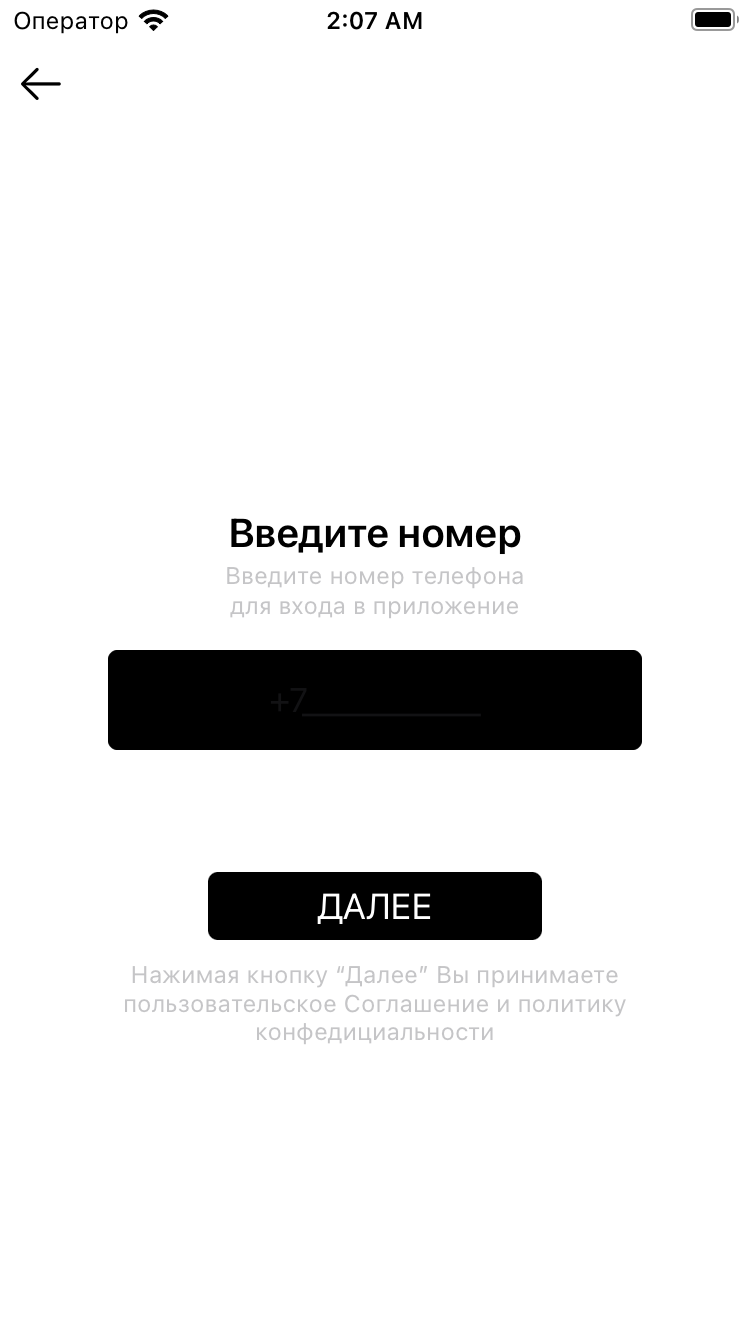 Оператор 2:07 AM
Введите номер
Введите номер телефона
для входа в приложение
+7__________
ДАЛЕЕ
Нажимая кнопку “Далее” Вы принимаете
пользовательское Соглашение и политику
конфедициальности